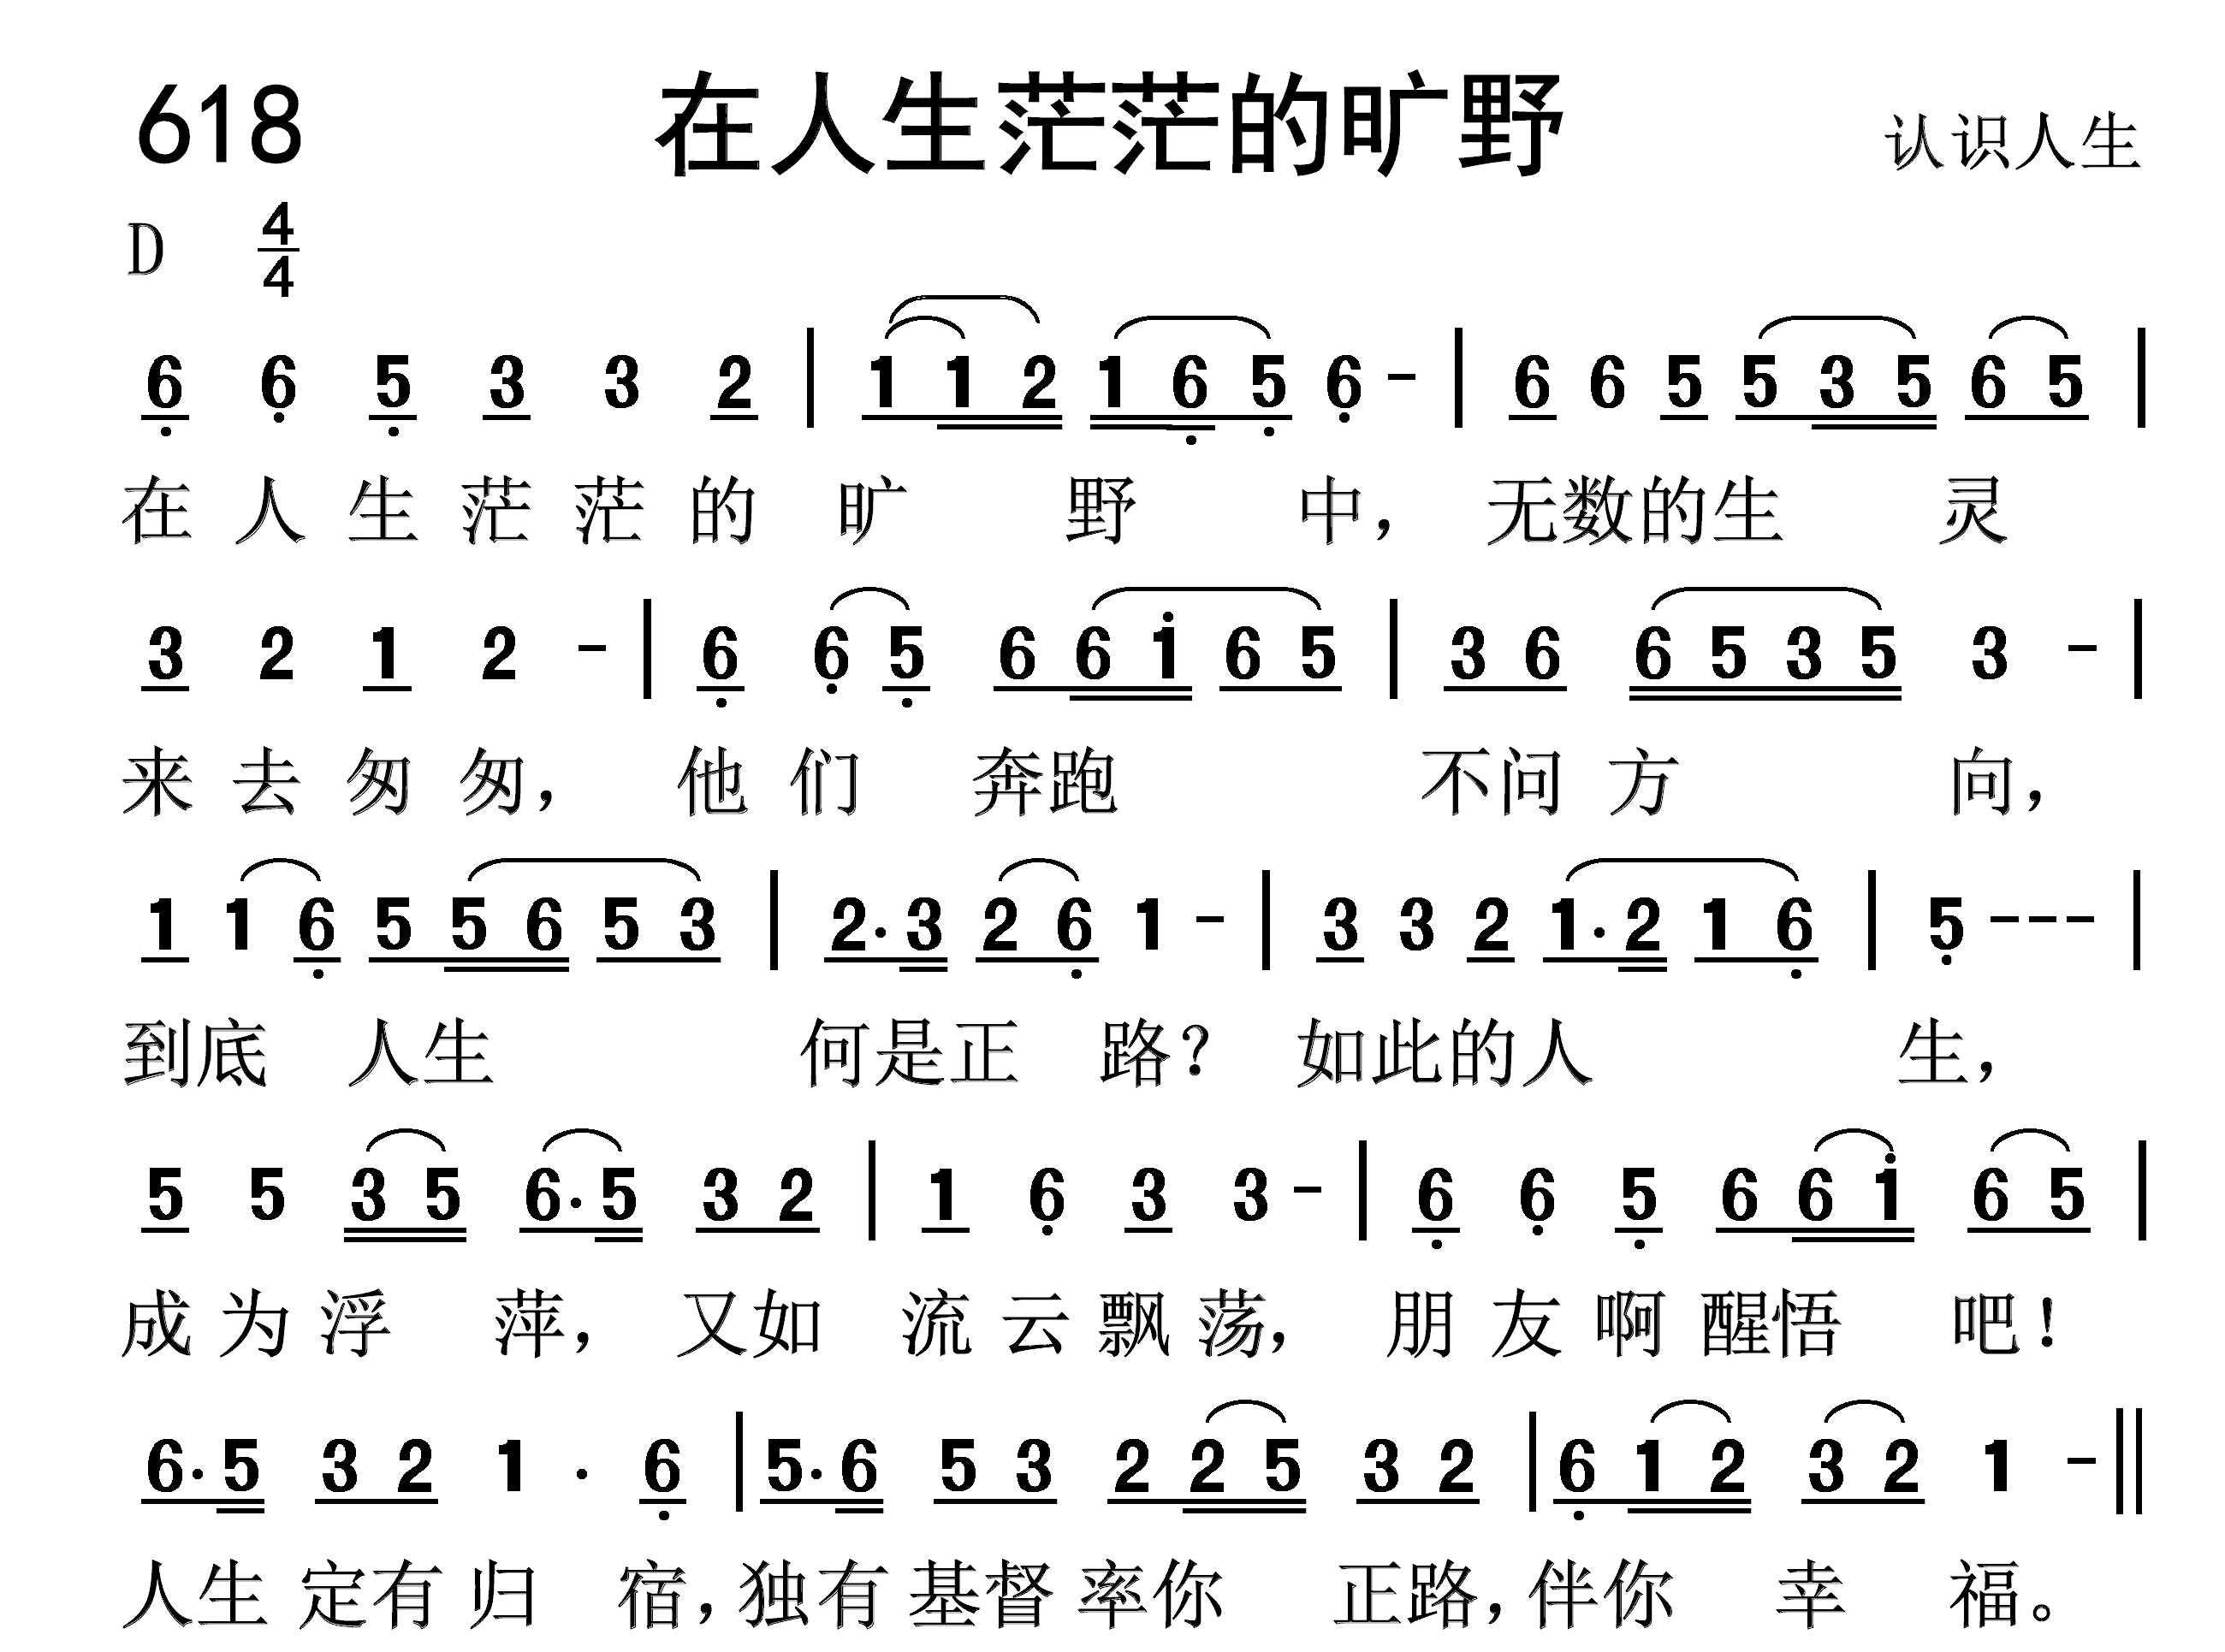 618 在人生茫茫的旷野 认识人生
D 4/4
6 6 5 3 3 2 | 1 1 2 1 6 5 6 - | 6 6 5 5 3 5 6 5 |
在人生茫茫的旷野中，无数的生灵
3 2 1 2 - | 6 6 5 6 6 i 6 5 | 3 6 6 5 3 5 3 - |
来去匆匆，他们奔跑不问方向，
1 1 6 5 5 6 5 3 | 2· 3 2 6 1 - | 3 3 2 1· 2 1 6 | 5 - - - |
到底人生何是正路？如此的人生，
5 5 3 5 6· 5 3 2 | 1 6 3 3 - | 6 6 5 6 6 i 6 5 |
成为浮萍，又如流云飘荡，朋友啊醒悟吧！
6· 5 3 2 1 · 6 | 5· 6 5 3 2 2 5 3 2 | 6 1 2 3 2 1 - ||
人生定有归宿，独有基督率你正路，伴你幸福。